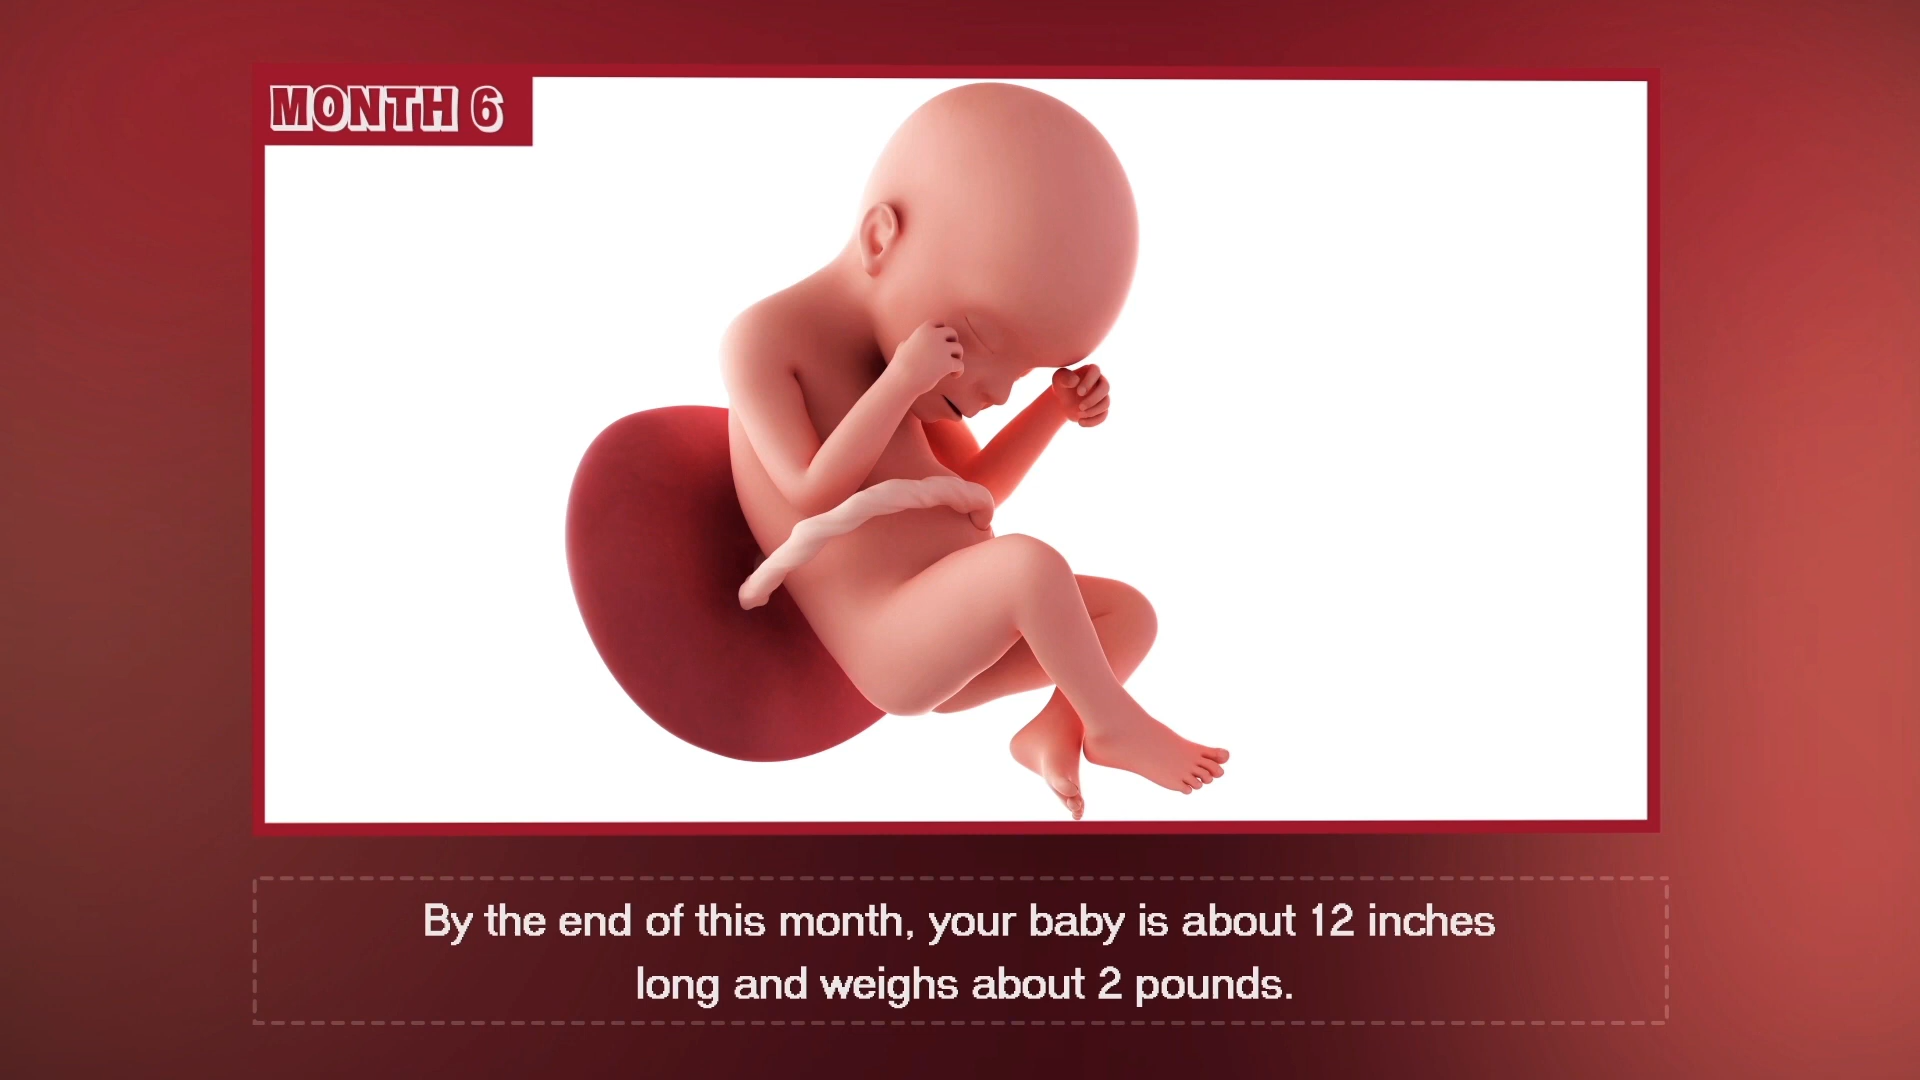 MONTH 6
By the end of this month, your baby is about 12 inches
long and weighs about 2 pounds.